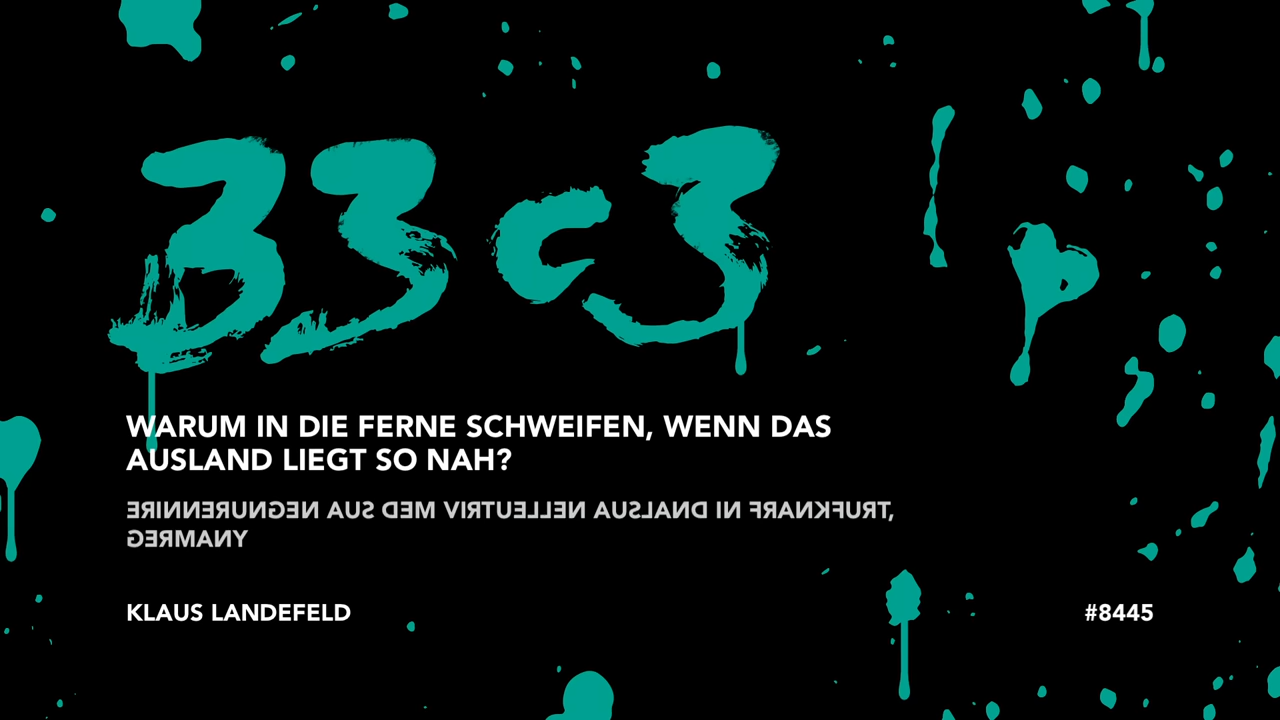 33c3
WARUM IN DIE FERNE SCHWEIFEN, WENN DAS
AUSLAND LIEGT SO NAH?
ERINNERUNGEN AUS DEM VIRTUELLEN AUSLAND IN FRANKFURT,
GERMANY
KLAUS LANDEFELD
#8445